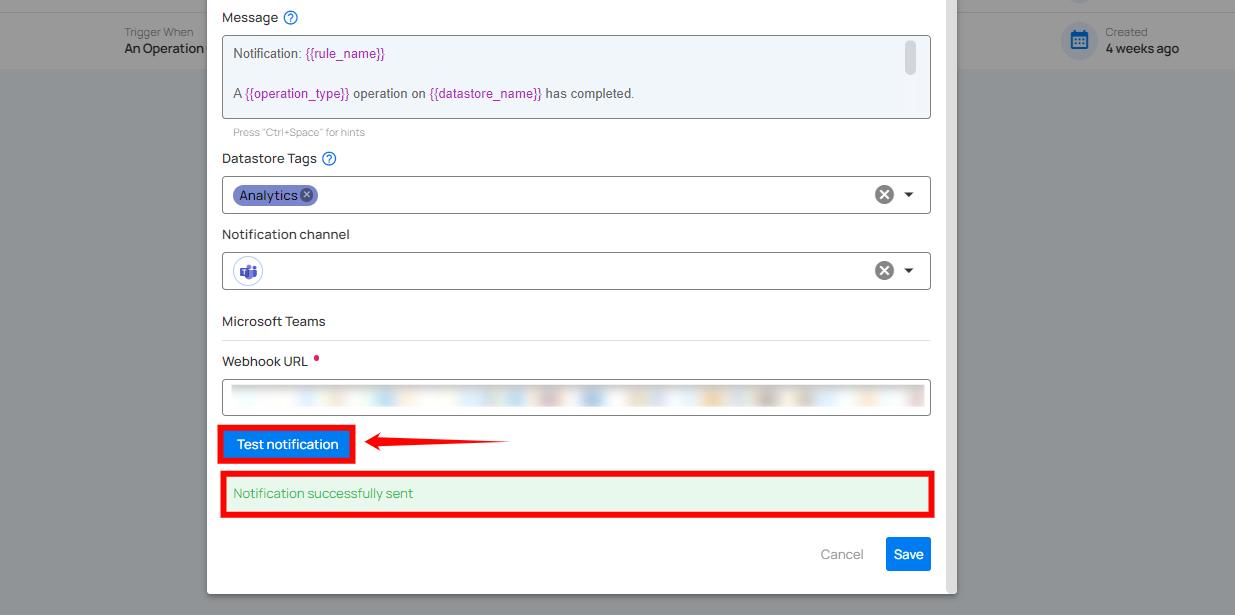 Message
Trigger When
An Operation
Created
4 weeks ago
Notification: {{rule_name}}
A {{operation_type}} operation on {{datastore_name}} has completed.
Press "Ctrl+Space" for hints
Datastore Tags
Analytics
Notification channel
Microsoft Teams
Webhook URL
Test notification
Notification successfully sent
Cancel
Save